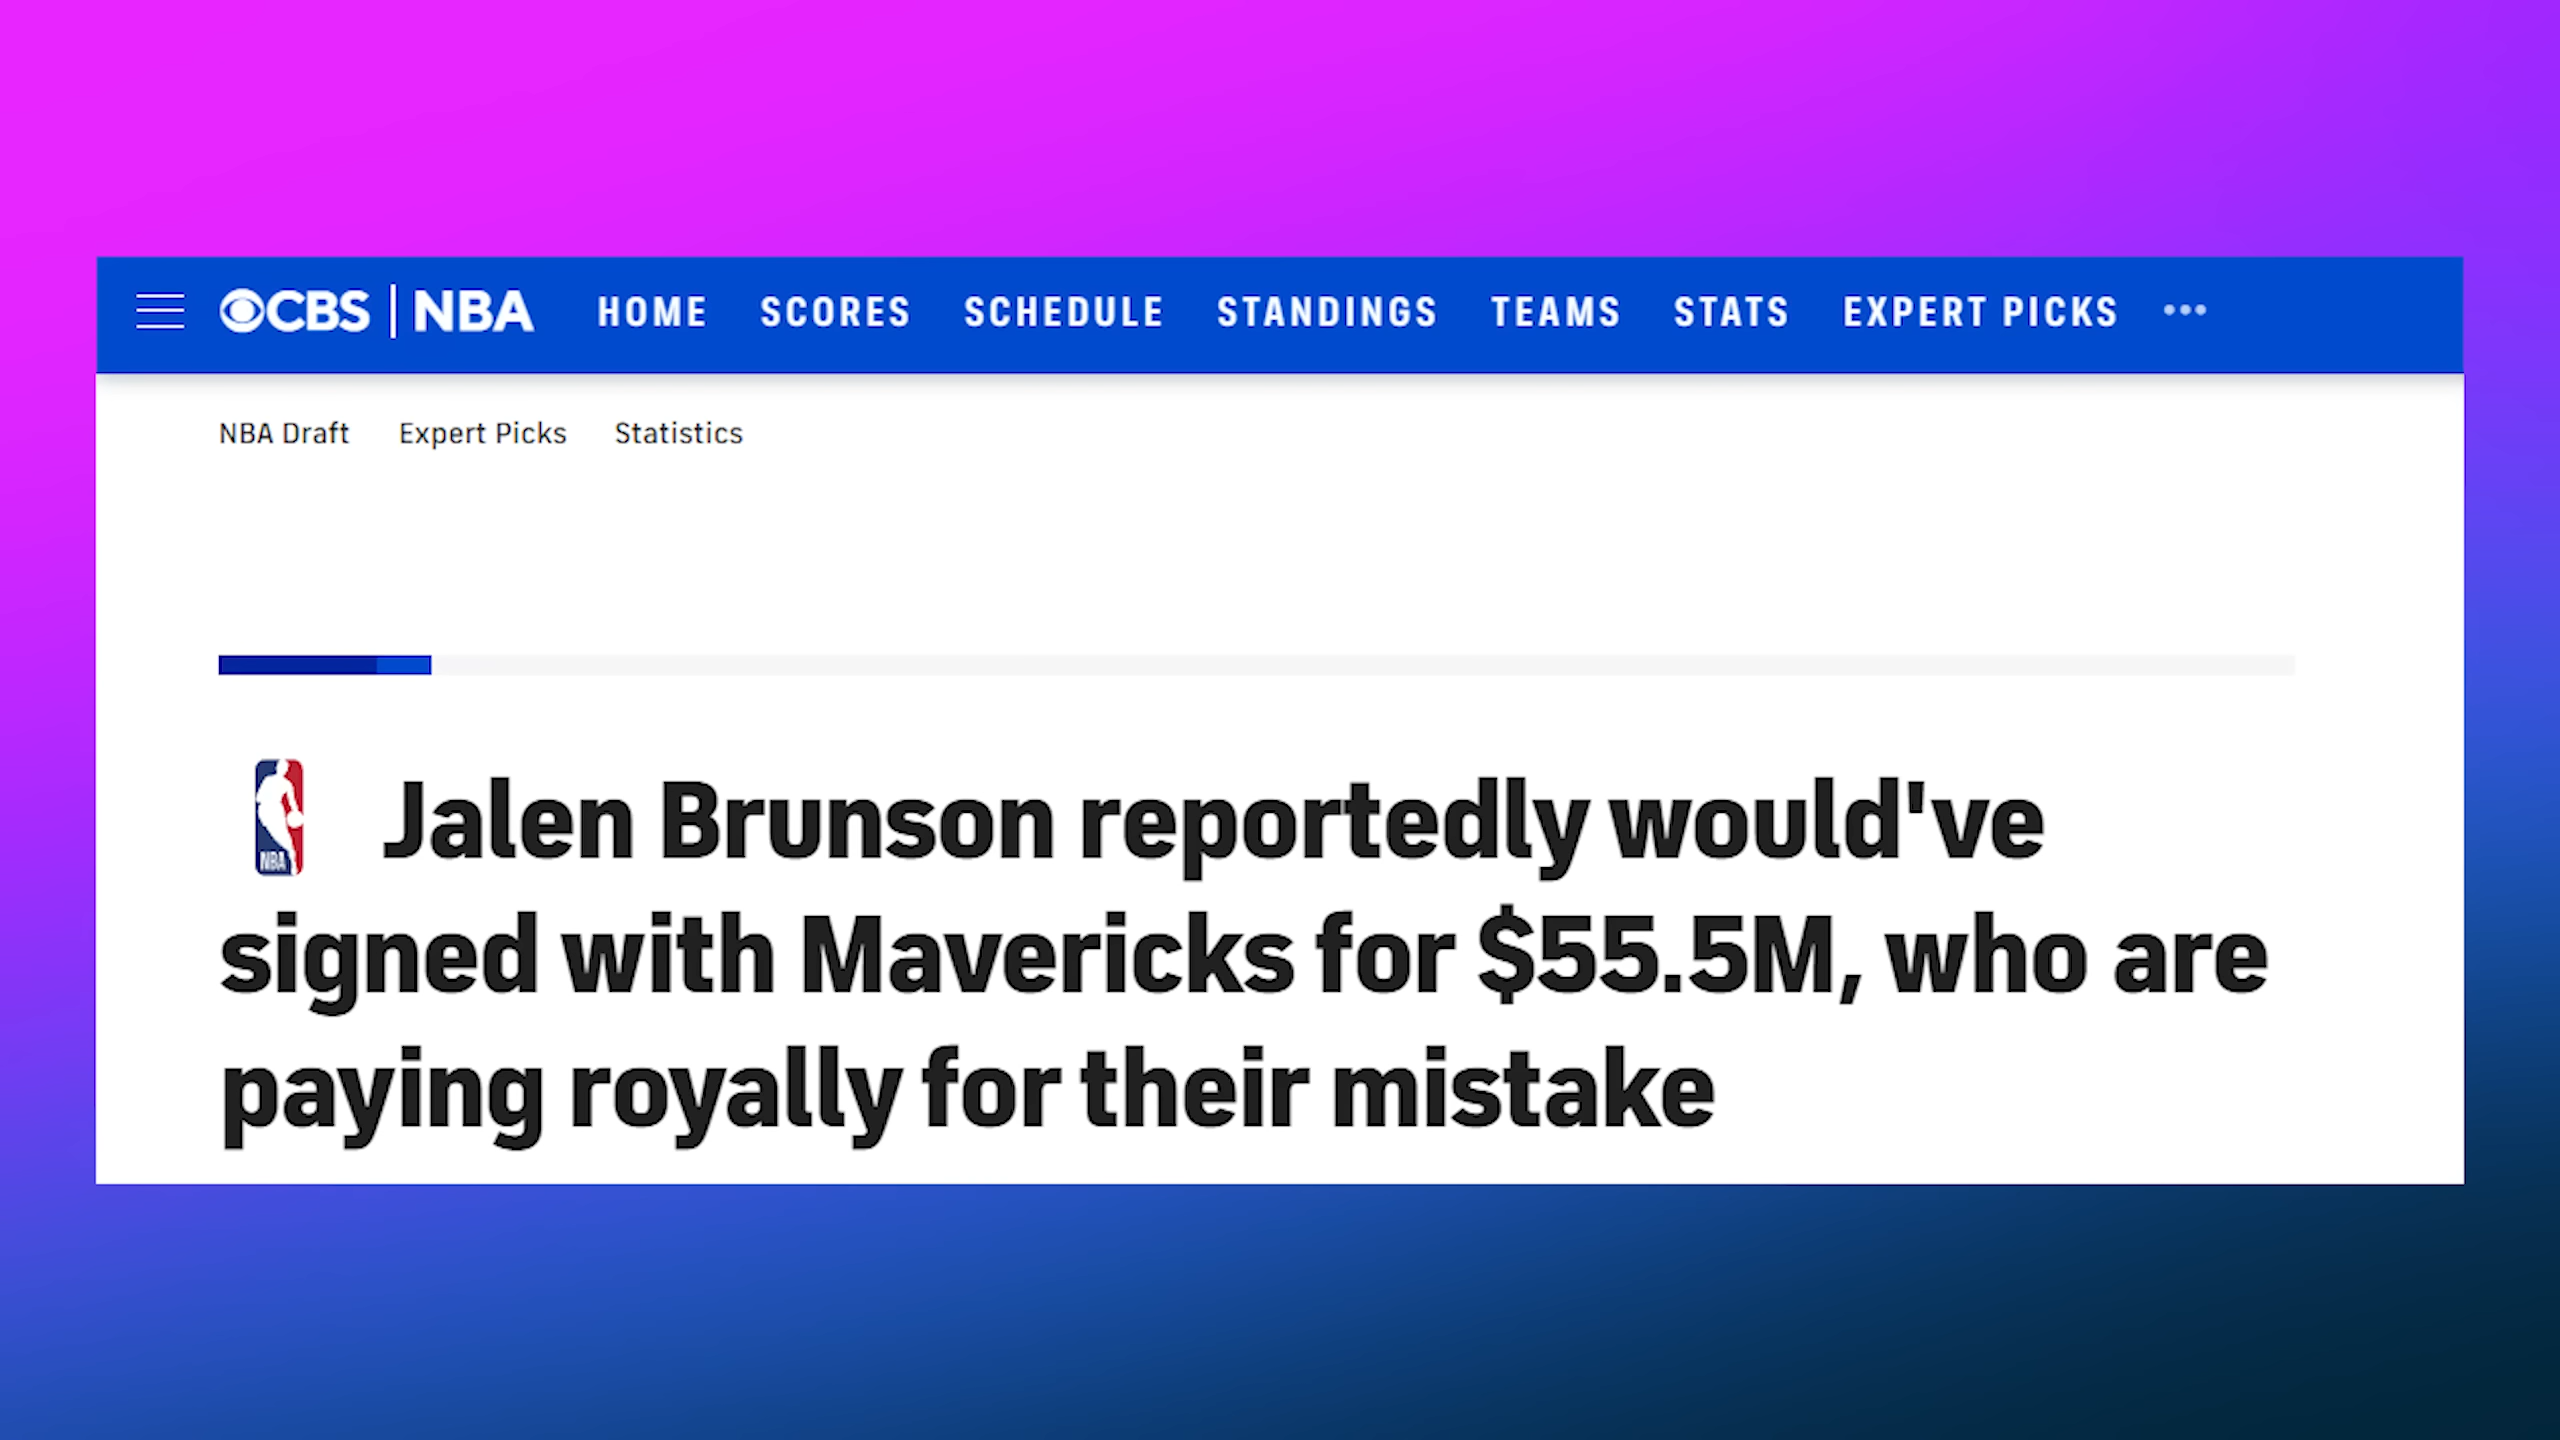 CBS | NBA HOME SCORES SCHEDULE STANDINGS TEAMS STATS EXPERT PICKS •••
NBA Draft Expert Picks Statistics
NBA Jalen Brunson reportedly would've
signed with Mavericks for $55.5M, who are
paying royally for their mistake